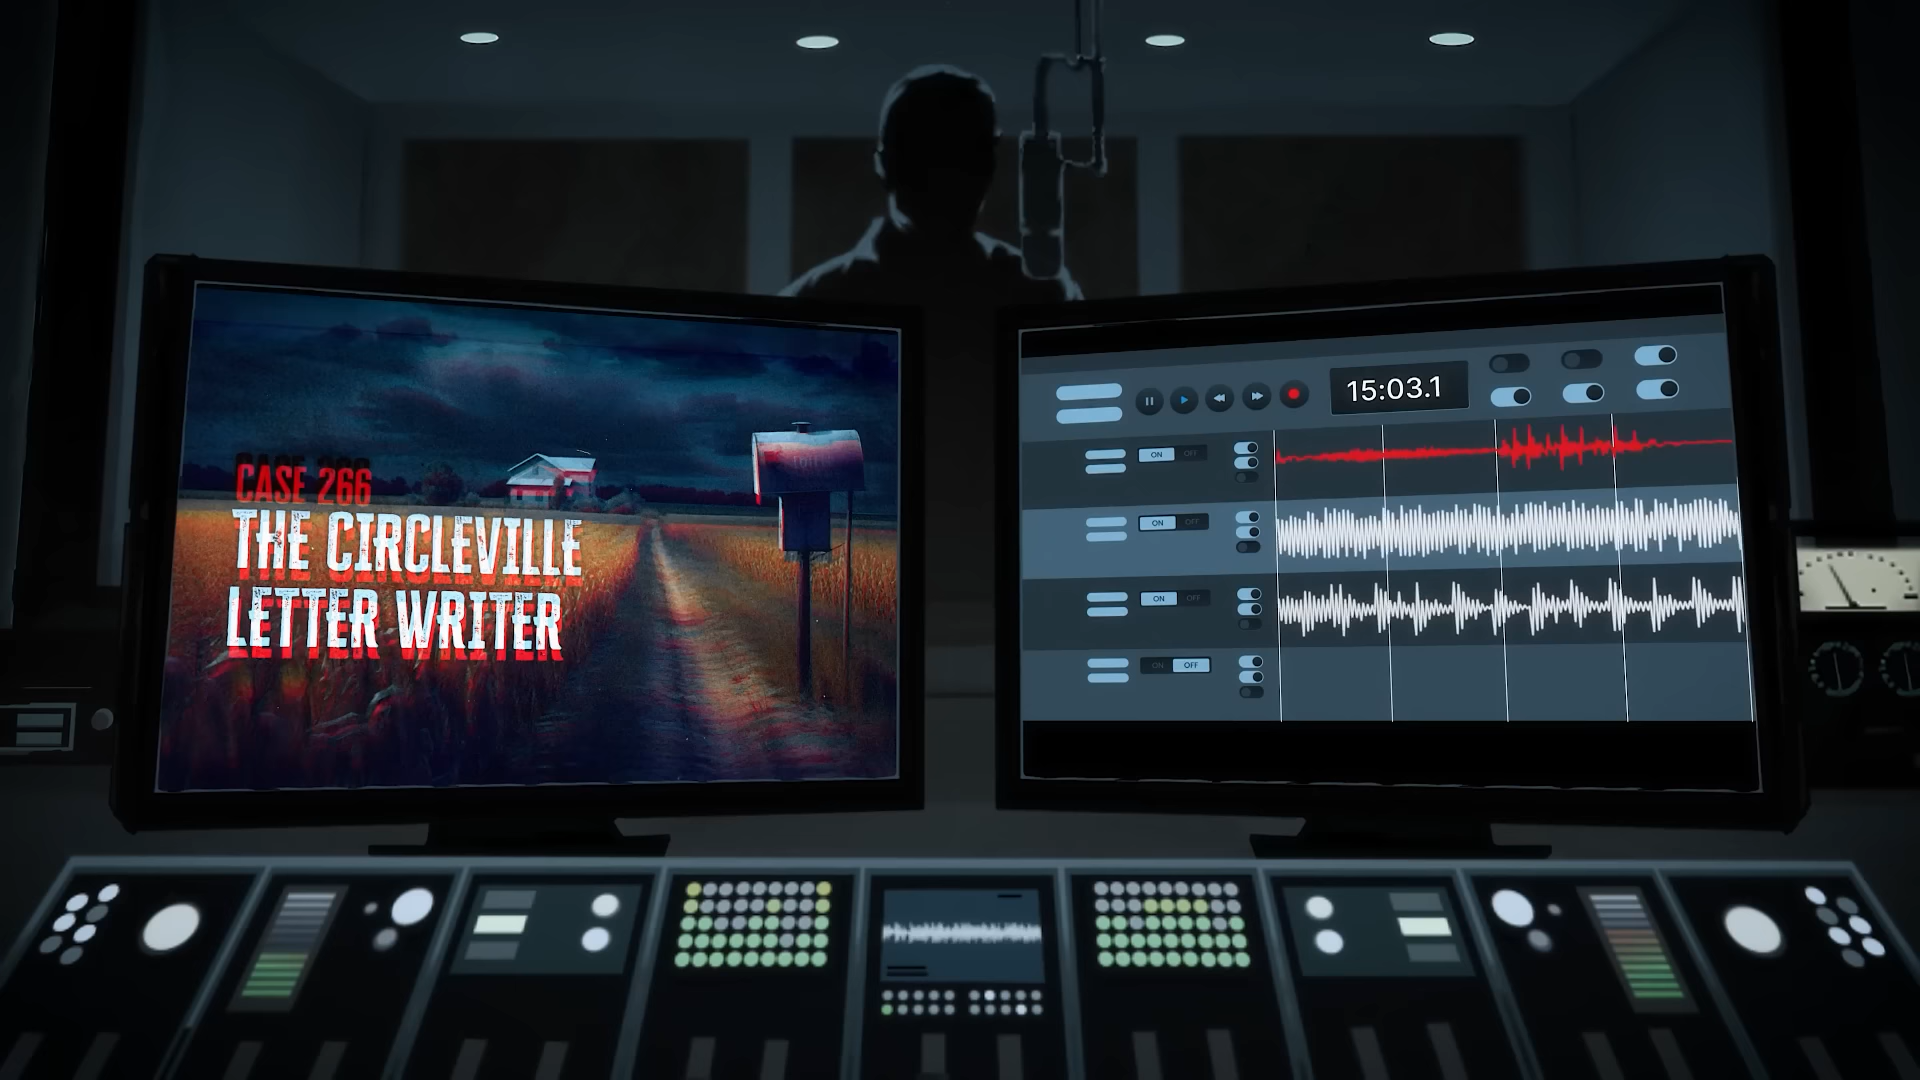 CASE 266
THE CIRCLEVILLE
LETTER WRITER
15:03.1
ON OFF
ON OFF
ON OFF
ON OFF